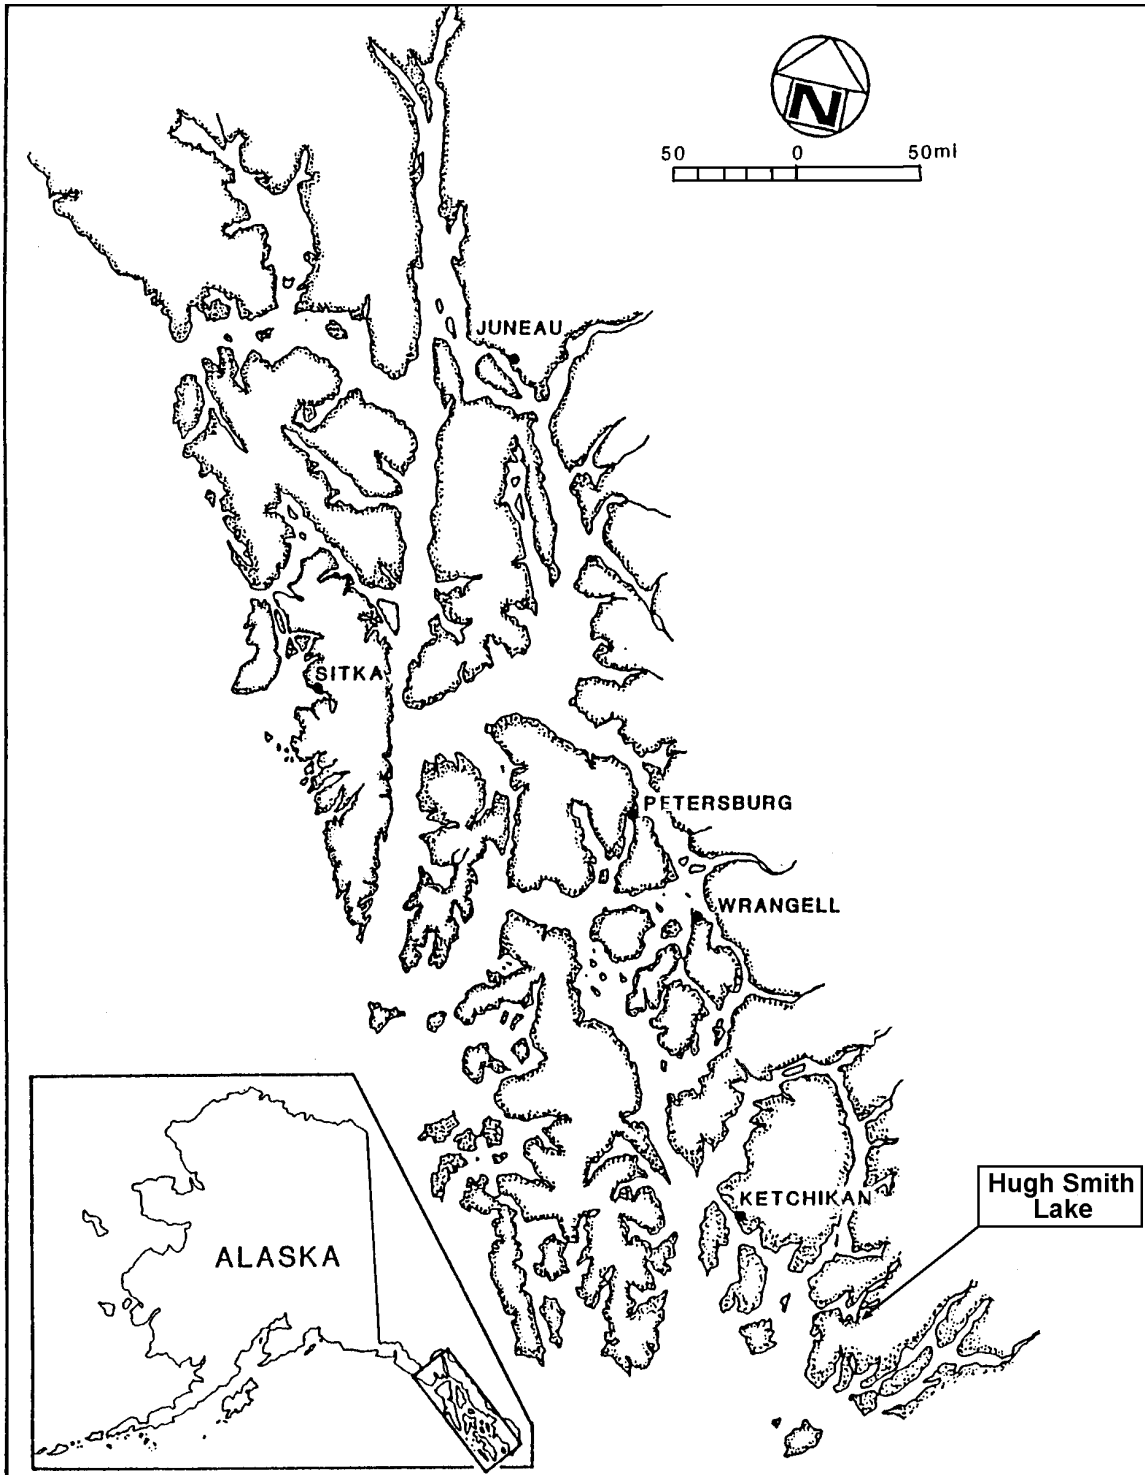 N
50 0 50mi
JUNEAU
SITKA
PETERSBURG
WRANGELL
KETCHIKAN
Hugh Smith
Lake
ALASKA